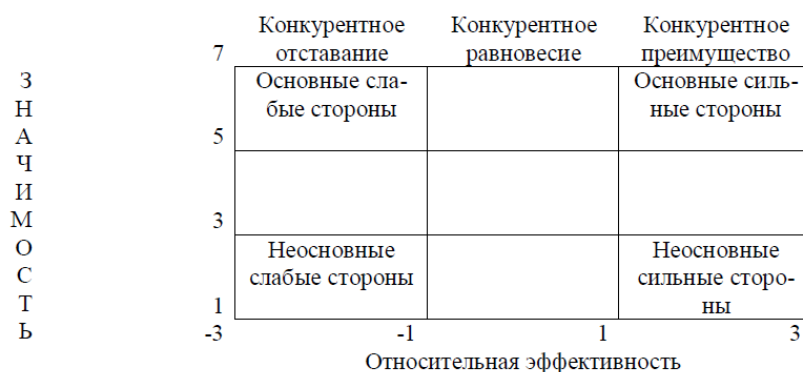 Конкурентное отставание
Конкурентное равновесие
Конкурентное преимущество
7
Основные сла-
бые стороны
Основные силь-
ные стороны
З
Н
А
Ч
И
М
О
С
Т
Ь
5
3
Неосновные
слабые стороны
Неосновные
сильные сторо-
ны
1
-3 -1 1 3
Относительная эффективность